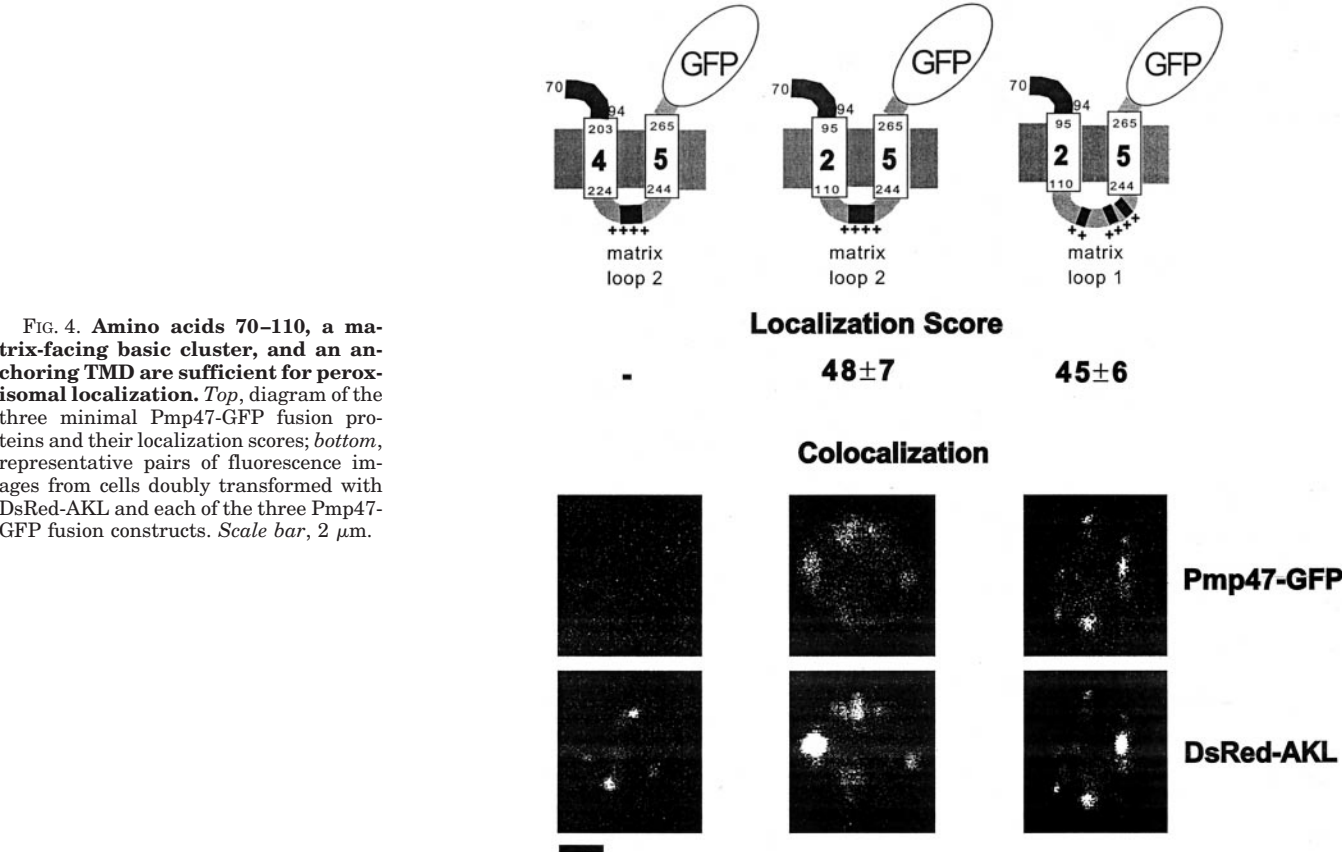 FIG. 4. Amino acids 70–110, a ma-
trix-facing basic cluster, and an an-
choring TMD are sufficient for perox-
isomal localization. Top, diagram of the
three minimal Pmp47-GFP fusion pro-
teins and their localization scores; bottom,
representative pairs of fluorescence im-
ages from cells doubly transformed with
DsRed-AKL and each of the three Pmp47-
GFP fusion constructs. Scale bar, 2 μm.
GFP GFP GFP
70 94 70 94 70 94
203 265 95 265 95 265
4 5 2 5 2 5
224 244 110 244 110 244
++++ ++++ ++ ++++
matrix matrix matrix
loop 2 loop 2 loop 1
Localization Score
- 48±7 45±6
Colocalization
Pmp47-GFP
DsRed-AKL